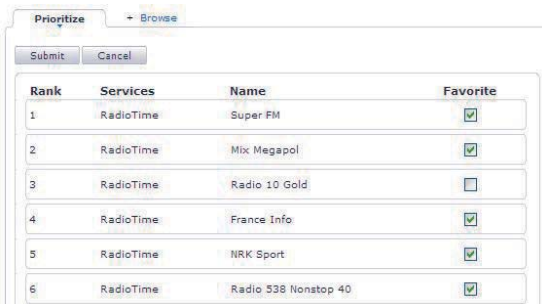 Prioritize + Browse
Submit Cancel
Rank Services Name Favorite
1 RadioTime Super FM
2 RadioTime Mix Megapol
3 RadioTime Radio 10 Gold
4 RadioTime France Info
5 RadioTime NRK Sport
6 RadioTime Radio 538 Nonstop 40